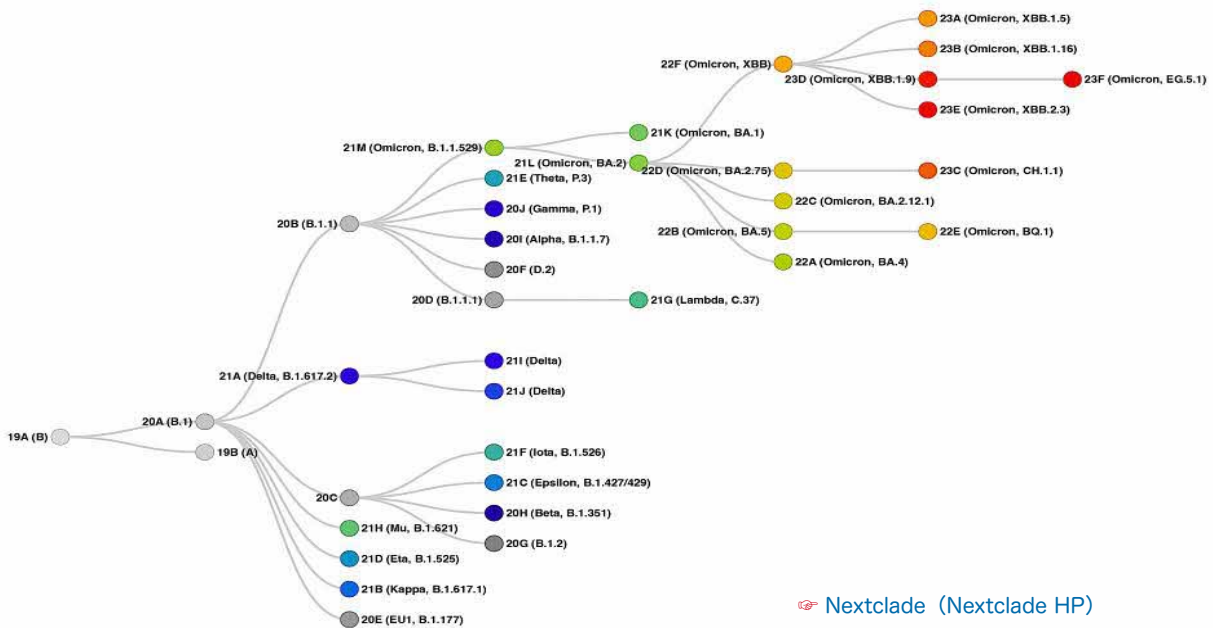 23A (Omicron, XBB.1.5)
23B (Omicron, XBB.1.16)
22F (Omicron, XBB)
23D (Omicron, XBB.1.9)
23F (Omicron, EG.5.1)
23E (Omicron, XBB.2.3)
21K (Omicron, BA.1)
21M (Omicron, B.1.1.529)
21L (Omicron, BA.2)
22D (Omicron, BA.2.75)
23C (Omicron, CH.1.1)
21E (Theta, P.3)
22C (Omicron, BA.2.12.1)
20J (Gamma, P.1)
20B (B.1.1)
22B (Omicron, BA.5)
22E (Omicron, BQ.1)
20I (Alpha, B.1.1.7)
22A (Omicron, BA.4)
20F (D.2)
20D (B.1.1.1)
21G (Lambda, C.37)
21I (Delta)
21A (Delta, B.1.617.2)
21J (Delta)
20A (B.1)
19A (B)
19B (A)
21F (Iota, B.1.526)
21C (Epsilon, B.1.427/429)
20C
20H (Beta, B.1.351)
21H (Mu, B.1.621)
20G (B.1.2)
21D (Eta, B.1.525)
21B (Kappa, B.1.617.1)
20E (EU1, B.1.177)
☞ Nextclade（Nextclade HP）